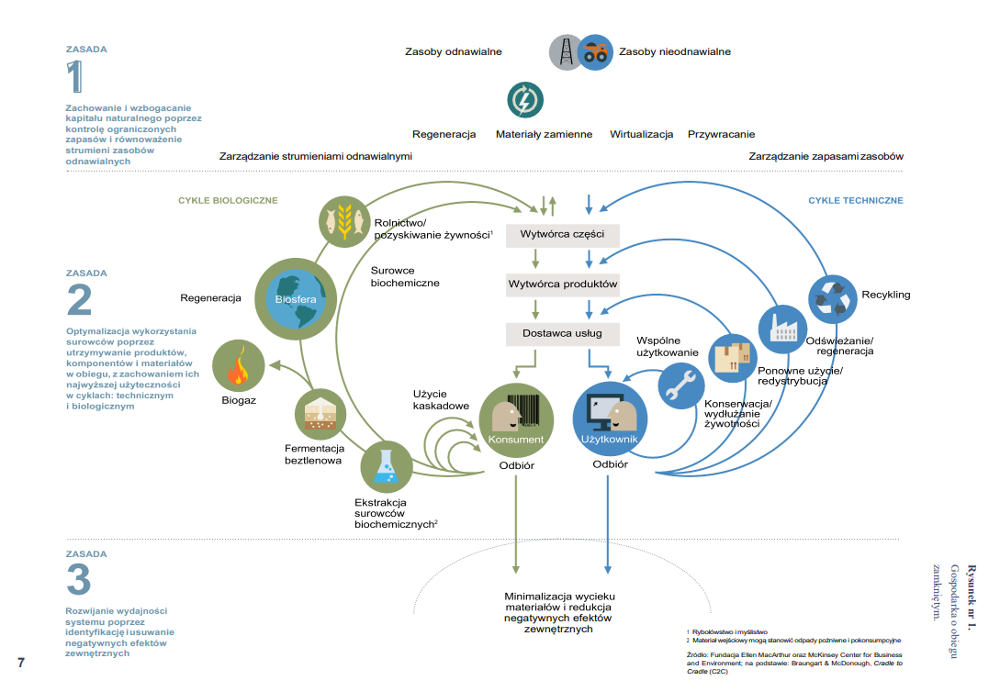 ZASADA
1
Zachowanie i wzbogacanie
kapitału naturalnego poprzez
kontrolę ograniczonych
zapasów i równoważenie
strumieni zasobów
odnawialnych
Zasoby odnawialne
Zasoby nieodnawialne
Regeneracja
Materiały zamienne
Wirtualizacja
Przywracanie
Zarządzanie strumieniami odnawialnymi
Zarządzanie zapasami zasobów
ZASADA
2
Optymalizacja wykorzystania
surowców poprzez
utrzymywanie produktów,
komponentów i materiałów
w obiegu, z zachowaniem ich
najwyższej użyteczności
w cyklach: technicznym
i biologicznym
CYKLE BIOLOGICZNE
CYKLE TECHNICZNE
Rolnictwo/
pozyskiwanie żywności1
Surowce
biochemiczne
Regeneracja
Biosfera
Biogaz
Fermentacja
beztlenowa
Ekstrakcja
surowców
biochemicznych2
Użycie
kaskadowe
Wytwórca części
Wytwórca produktów
Dostawca usług
Konsument
Odbiór
Użytkownik
Odbiór
Wspólne
użytkowanie
Recykling
Odświeżanie/
regeneracja
Ponowne użycie/
redystrybucja
Konserwacja/
wydłużanie
żywotności
ZASADA
3
Rozwijanie wydajności
systemu poprzez
identyfikację i usuwanie
negatywnych efektów
zewnętrznych
Minimalizacja wycieku
materiałów i redukcja
negatywnych efektów
zewnętrznych
1 Rybołówstwo i myślistwo
2 Materiał wejściowy mogą stanowić odpady pożniwne i pokonsumpcyjne
Źródło: Fundacja Ellen MacArthur oraz McKinsey Center for Business
and Environment; na podstawie: Braungart & McDonough, Cradle to
Cradle (C2C)
Rysunek nr 1.
Gospodarka o obiegu
zamkniętym.
7